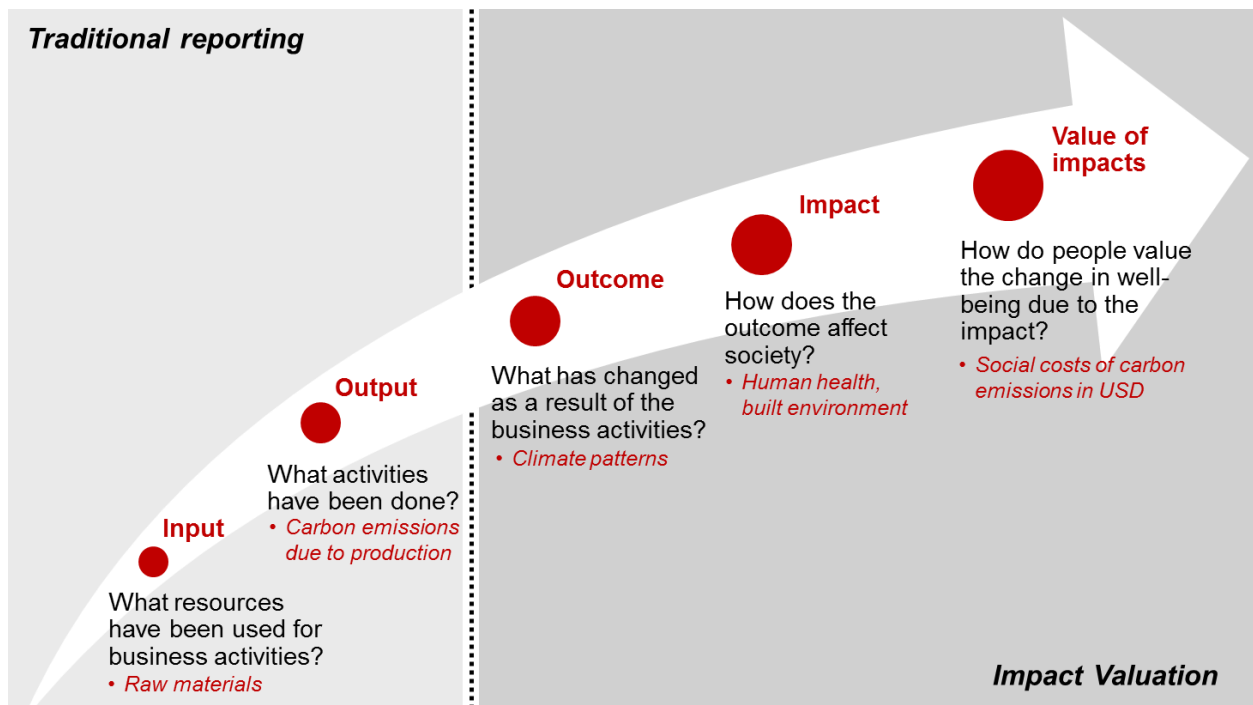 Traditional reporting
Input
What resources
have been used for
business activities?
• Raw materials
Output
What activities
have been done?
• Carbon emissions
due to production
Outcome
What has changed
as a result of the
business activities?
• Climate patterns
Impact
How does the
outcome affect
society?
• Human health,
built environment
Value of
impacts
How do people value
the change in well-
being due to the
impact?
• Social costs of carbon
emissions in USD
Impact Valuation